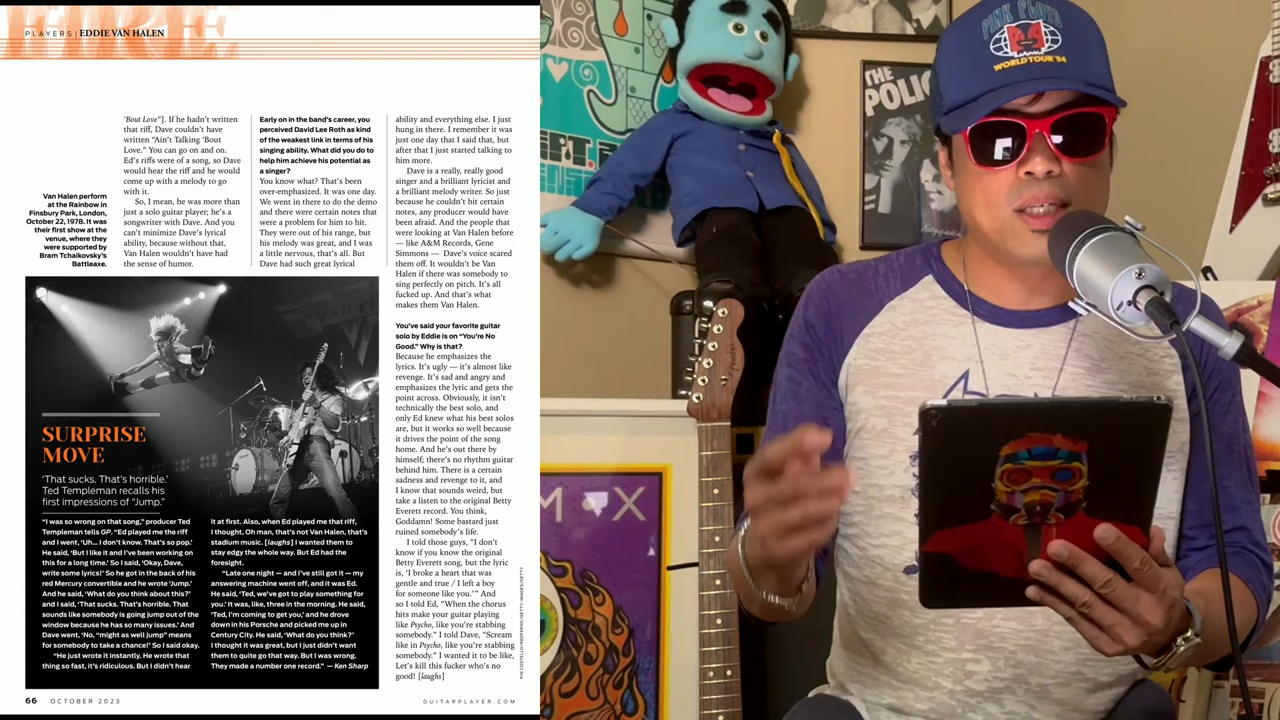 PLAYERS | EDDIE VAN HALEN
Van Halen perform
at the Rainbow in
Finsbury Park, London,
October 22, 1978. It was
their first show at the
venue, where they
were supported by
Bram Tchaikovsky's
Battleaxe.
'Bout Love"]. If he hadn't written
that riff, Dave couldn't have
written "Ain't Talking 'Bout
Love." You can go on and on.
Ed's riffs were of a song, so Dave
would hear the riff and he would
come up with a melody to go
with it.
So, I mean, he was more than
just a solo guitar player; he's a
songwriter with Dave. And you
can't minimize Dave's lyrical
ability, because without that,
Van Halen wouldn't have had
the sense of humor.
Early on in the band's career, you
perceived David Lee Roth as kind
of the weakest link in terms of his
singing ability. What did you do to
help him achieve his potential as
a singer?
You know what? That's been
over-emphasized. It was one day.
We went in there to do the demo
and there were certain notes that
were a problem for him to hit.
They were out of his range, but
his melody was great, and I was
a little nervous, that's all. But
Dave had such great lyrical
ability and everything else. I just
hung in there. I remember it was
just one day that I said that, but
after that I just started talking to
him more.
Dave is a really, really good
singer and a brilliant lyricist and
a brilliant melody writer. So just
because he couldn't hit certain
notes, any producer would have
been afraid. And the people that
were looking at Van Halen before
— like A&M Records, Gene
Simmons — Dave's voice scared
them off. It wouldn't be Van
Halen if there was somebody to
sing perfectly on pitch. It's all
fucked up. And that's what
makes them Van Halen.
You've said your favorite guitar
solo by Eddie is on "You're No
Good." Why is that?
Because he emphasizes the
lyrics. It's ugly — it's almost like
revenge. It's sad and angry and
emphasizes the lyric and gets the
point across. Obviously, it isn't
technically the best solo, and
only Ed knew what his best solos
are, but it works so well because
it drives the point of the song
home. And he's out there by
himself; there's no rhythm guitar
behind him. There is a certain
sadness and revenge to it, and
I know that sounds weird, but
take a listen to the original Betty
Everett record. You think,
Goddamn! Some bastard just
ruined somebody's life.
I told those guys, "I don't
know if you know the original
Betty Everett song, but the lyric
is, 'I broke a heart that was
gentle and true / I left a boy
for someone like you.'" And
so I told Ed, "When the chorus
hits make your guitar playing
like Psycho, like you're stabbing
somebody." I told Dave, "Scream
like in Psycho, like you're stabbing
somebody." I wanted it to be like,
Let's kill this fucker who's no
good! [laughs]
SURPRISE
MOVE
'That sucks. That's horrible.'
Ted Templeman recalls his
first impressions of "Jump."
"I was so wrong on that song," producer Ted
Templeman tells GP. "Ed played me the riff
and I went, 'Uh... I don't know. That's so pop.'
He said, 'But I like it and I've been working on
this for a long time.' So I said, 'Okay, Dave,
write some lyrics!' So he got in the back of his
red Mercury convertible and he wrote 'Jump.'
And he said, 'What do you think about this?'
and I said, 'That sucks. That's horrible. That
sounds like somebody is going jump out of the
window because he has so many issues.' And
Dave went, 'No, "might as well jump" means
for somebody to take a chance!' So I said okay.
"He just wrote it instantly. He wrote that
thing so fast, it's ridiculous. But I didn't hear
it at first. Also, when Ed played me that riff,
I thought, Oh man, that's not Van Halen, that's
stadium music. [laughs] I wanted them to
stay edgy the whole way. But Ed had the
foresight.
"Late one night — and I've still got it — my
answering machine went off, and it was Ed.
He said, 'Ted, we've got to play something for
you.' It was, like, three in the morning. He said,
'Ted, I'm coming to get you,' and he drove
down in his Porsche and picked me up in
Century City. He said, 'What do you think?'
I thought it was great, but I just didn't want
them to quite go that way. But I was wrong.
They made a number one record." — Ken Sharp
FIN COSTELLO/REDFERNS/GETTY IMAGES/GETTY
66 OCTOBER 2023
GUITARPLAYER.COM
PINK FLOYD
WORLD TOUR '94
THE